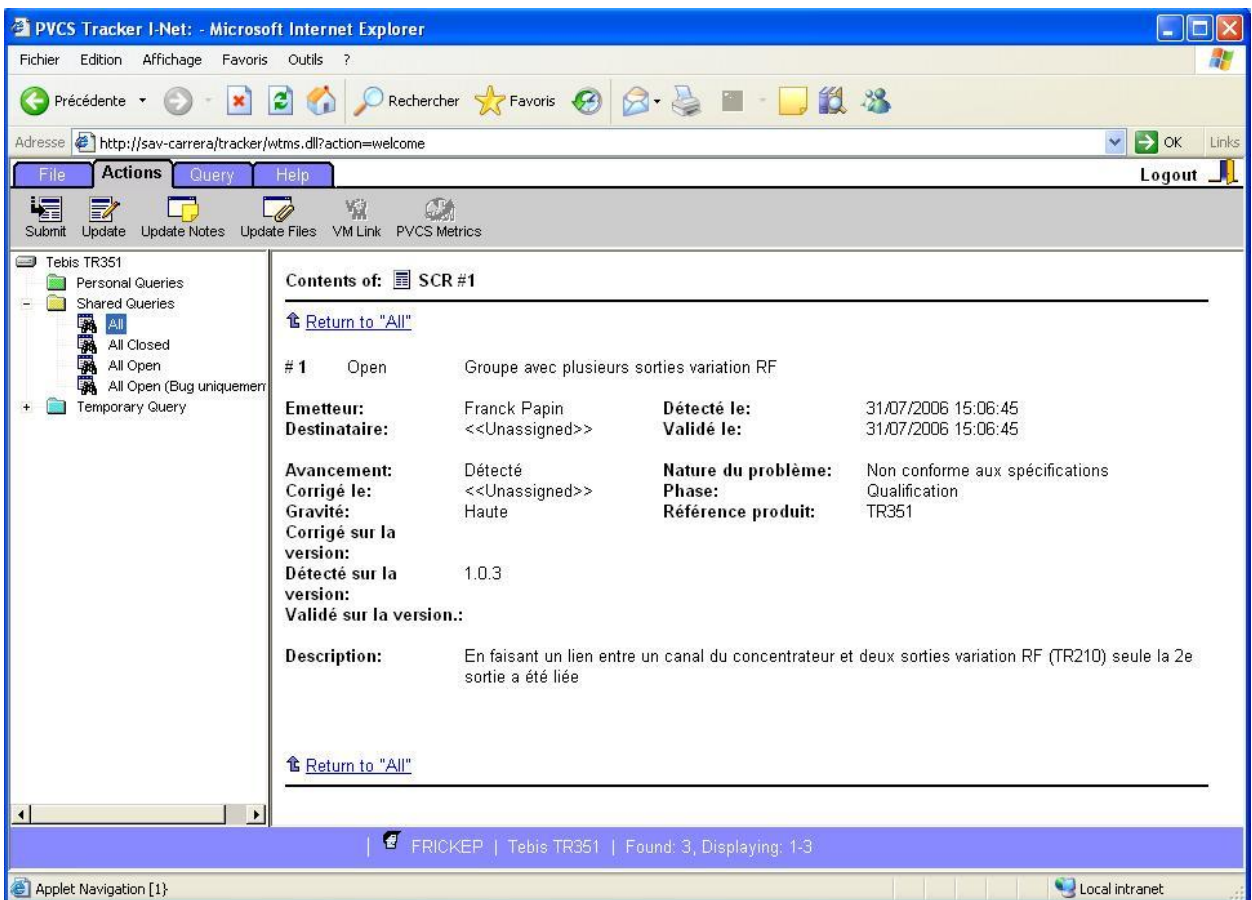 PVCS Tracker I-Net: - Microsoft Internet Explorer
Fichier Edition Affichage Favoris Outils ?
Précédente Rechercher Favoris
Adresse http://sav-carrera/tracker/wtms.dll?action=welcome OK Links
File Actions Query Help Logout
Submit Update Update Notes Update Files VM Link PVCS Metrics
Tebis TR351
Personal Queries
Shared Queries
All
All Closed
All Open
All Open (Bug uniquement
Temporary Query
Contents of: SCR #1
Return to "All"
# 1 Open Groupe avec plusieurs sorties variation RF
Emetteur: Franck Papin Détecté le: 31/07/2006 15:06:45
Destinataire: <<Unassigned>> Validé le: 31/07/2006 15:06:45
Avancement: Détecté Nature du problème: Non conforme aux spécifications
Corrigé le: <<Unassigned>> Phase: Qualification
Gravité: Haute Référence produit: TR351
Corrigé sur la
version:
Détecté sur la 1.0.3
version:
Validé sur la version.:
Description: En faisant un lien entre un canal du concentrateur et deux sorties variation RF (TR210) seule la 2e
sortie a été liée
Return to "All"
| FRICKEP | Tebis TR351 | Found: 3, Displaying: 1-3
Applet Navigation [1} Local intranet